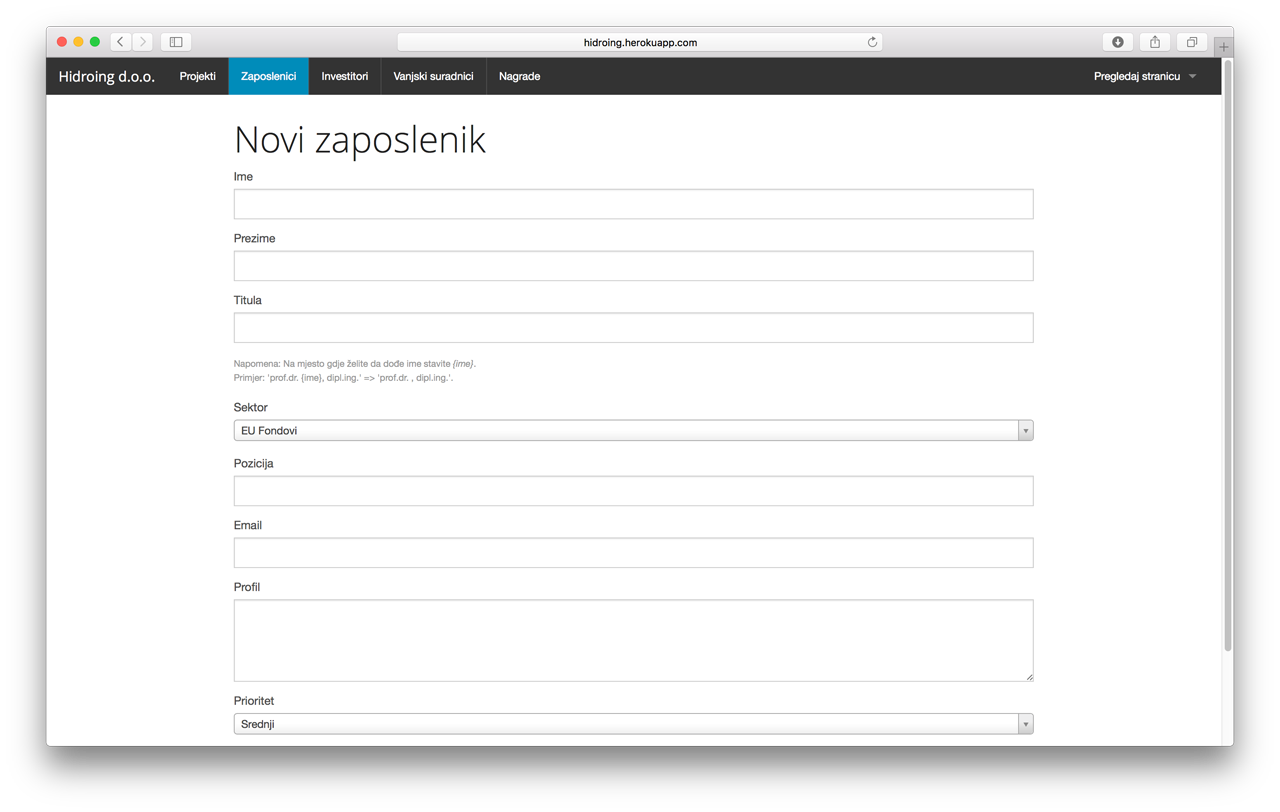 hidroing.herokuapp.com
Hidroing d.o.o. Projekti Zaposlenici Investitori Vanjski suradnici Nagrade Pregledaj stranicu
Novi zaposlenik
Ime
Prezime
Titula
Napomena: Na mjesto gdje želite da dođe ime stavite {ime}.
Primjer: 'prof.dr. {ime}, dipl.ing.' => 'prof.dr. , dipl.ing.'.
Sektor
EU Fondovi
Pozicija
Email
Profil
Prioritet
Srednji